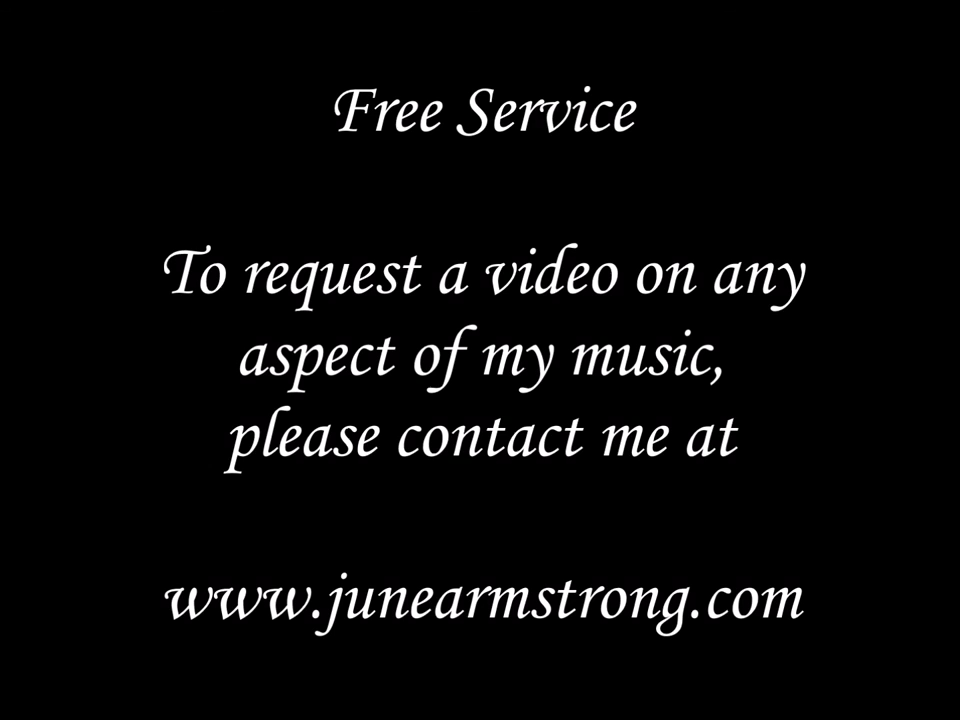 Free Service
To request a video on any
aspect of my music,
please contact me at
www.junearmstrong.com